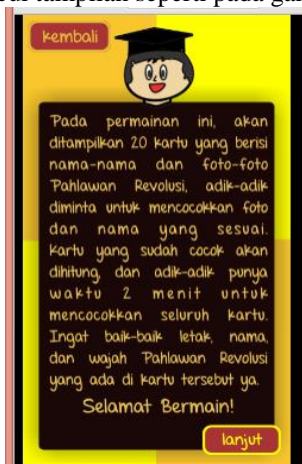 kembali
Pada permainan ini, akan
ditampilkan 20 kartu yang berisi
nama-nama dan foto-foto
Pahlawan Revolusi, adik-adik
diminta untuk mencocokkan foto
dan nama yang sesuai.
Kartu yang sudah cocok akan
dihitung, dan adik-adik punya
waktu 2 menit untuk
mencocokkan seluruh kartu.
Ingat baik-baik letak, nama,
dan wajah Pahlawan Revolusi
yang ada di kartu tersebut ya.
Selamat Bermain!
lanjut